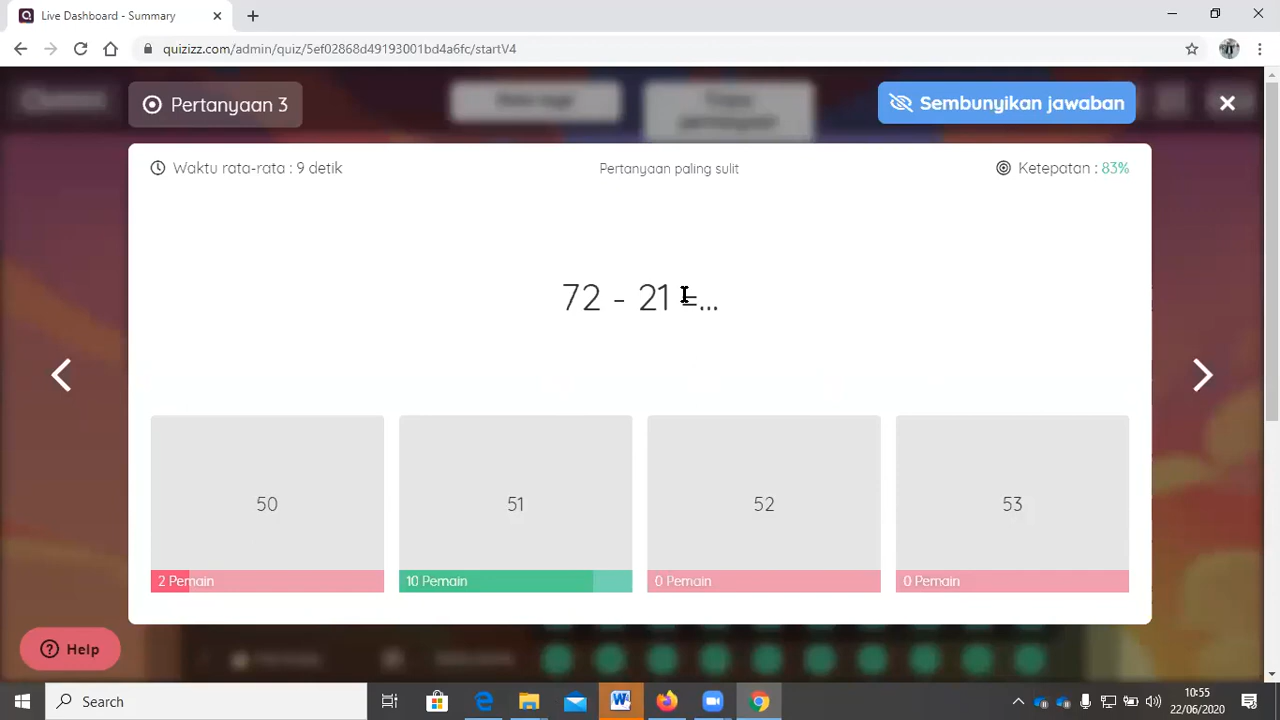 Live Dashboard - Summary
quizizz.com/admin/quiz/5ef02868d49193001bd4a6fc/startV4
Pertanyaan 3
Sembunyikan jawaban
Waktu rata-rata : 9 detik
Pertanyaan paling sulit
Ketepatan : 83%
72 - 21 =...
50
51
52
53
2 Pemain
10 Pemain
0 Pemain
0 Pemain
Help
Search
10:55
22/06/2020